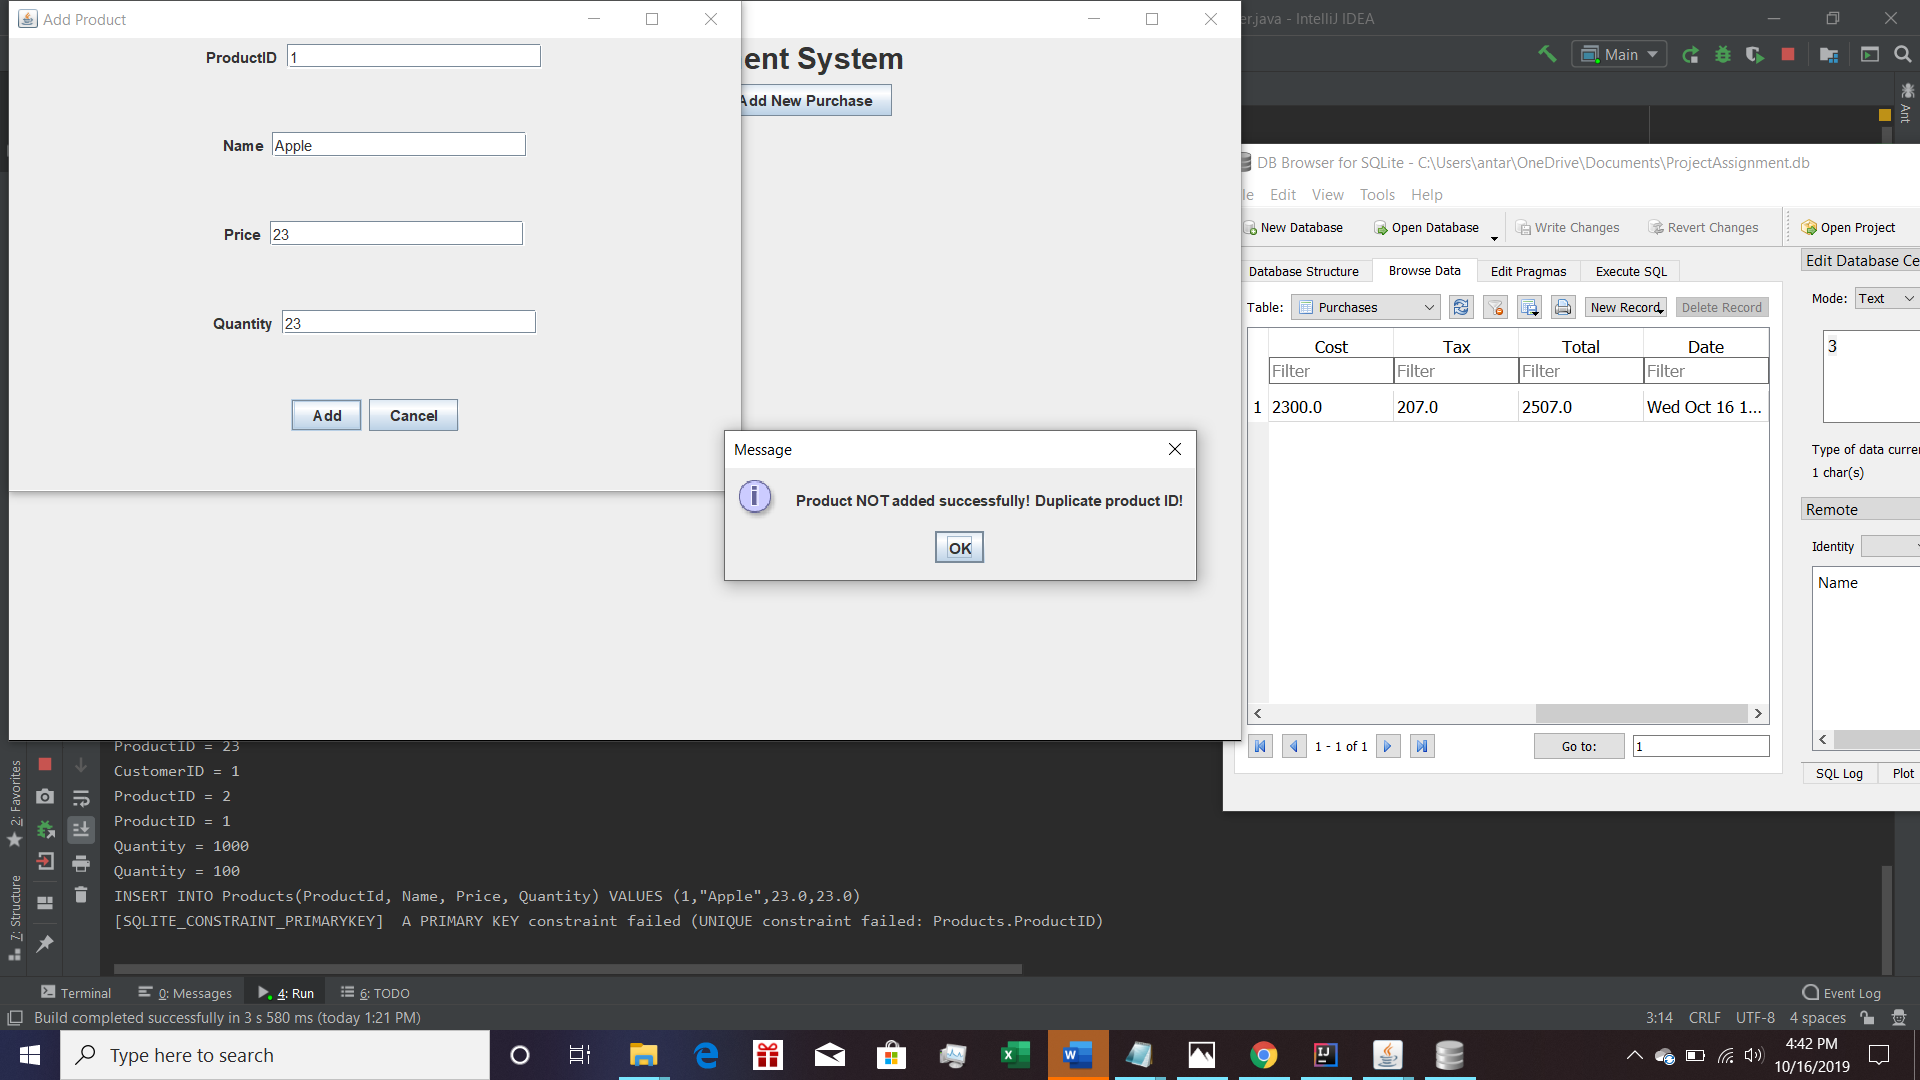 Add Product
ProductID 1
Name Apple
Price 23
Quantity 23
Add Cancel
ent System
Add New Purchase
Message
Product NOT added successfully! Duplicate product ID!
OK
er.java - IntelliJ IDEA
Main
Ant
DB Browser for SQLite - C:\Users\antar\OneDrive\Documents\ProjectAssignment.db
le Edit View Tools Help
New Database Open Database Write Changes Revert Changes Open Project
Database Structure Browse Data Edit Pragmas Execute SQL
Table: Purchases New Record Delete Record
Cost Tax Total Date
Filter Filter Filter Filter
1 2300.0 207.0 2507.0 Wed Oct 16 1...
1 - 1 of 1 Go to: 1
Edit Database Ce
Mode: Text
3
Type of data curren
1 char(s)
Remote
Identity
Name
SQL Log Plot
2: Favorites
7: Structure
ProductID = 23
CustomerID = 1
ProductID = 2
ProductID = 1
Quantity = 1000
Quantity = 100
INSERT INTO Products(ProductId, Name, Price, Quantity) VALUES (1,"Apple",23.0,23.0)
[SQLITE_CONSTRAINT_PRIMARYKEY]  A PRIMARY KEY constraint failed (UNIQUE constraint failed: Products.ProductID)
Terminal 0: Messages 4: Run 6: TODO Event Log
Build completed successfully in 3 s 580 ms (today 1:21 PM) 3:14 CRLF UTF-8 4 spaces
Type here to search
4:42 PM
10/16/2019